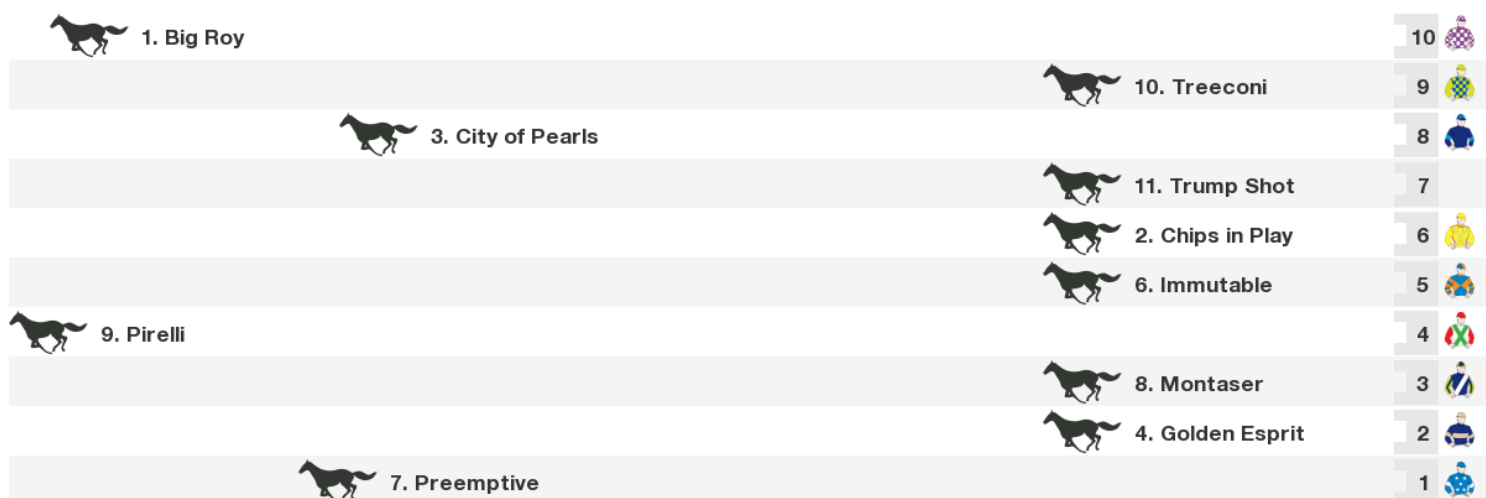 1. Big Roy 10
10. Treeconi 9
3. City of Pearls 8
11. Trump Shot 7
2. Chips in Play 6
6. Immutable 5
9. Pirelli 4
8. Montaser 3
4. Golden Esprit 2
7. Preemptive 1